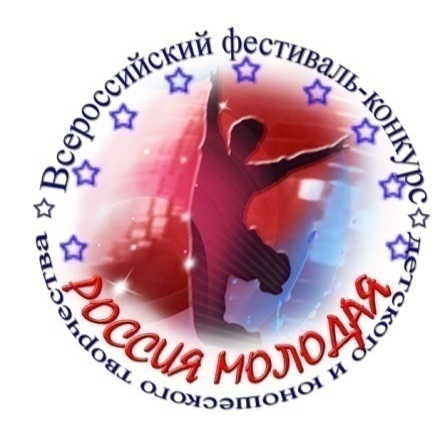 Всероссийский фестиваль-конкурс
детского и юношеского творчества
РОССИЯ МОЛОДАЯ